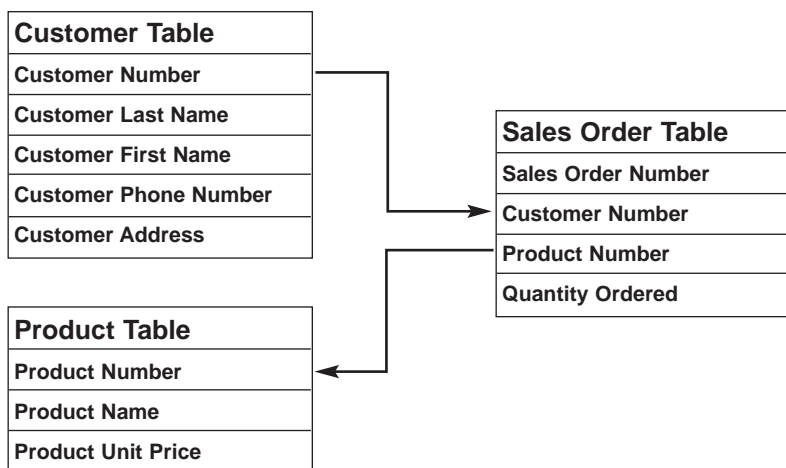 Customer Table
Customer Number
Customer Last Name
Customer First Name
Customer Phone Number
Customer Address
Sales Order Table
Sales Order Number
Customer Number
Product Number
Quantity Ordered
Product Table
Product Number
Product Name
Product Unit Price